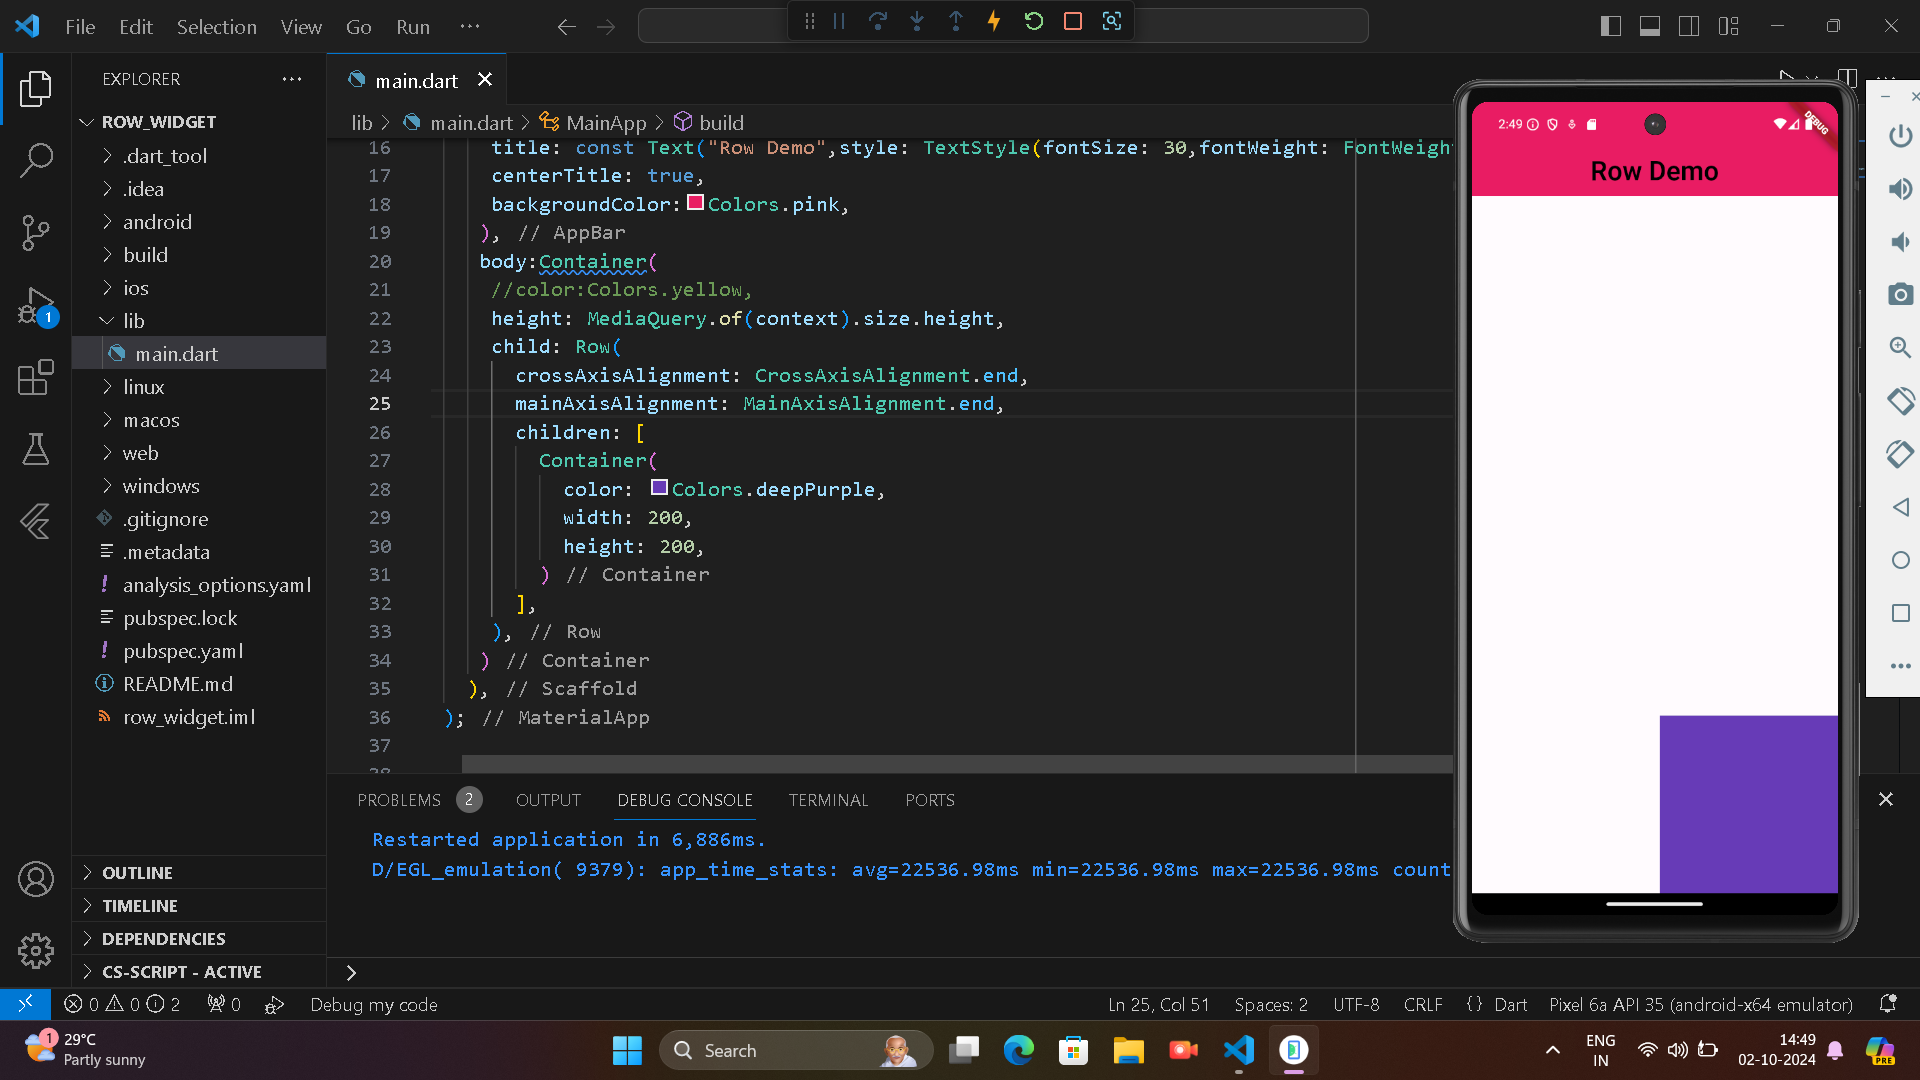 File Edit Selection View Go Run ···
EXPLORER
ROW_WIDGET
.dart_tool
.idea
android
build
ios
lib
main.dart
linux
macos
web
windows
.gitignore
.metadata
analysis_options.yaml
pubspec.lock
pubspec.yaml
README.md
row_widget.iml
OUTLINE
TIMELINE
DEPENDENCIES
CS-SCRIPT - ACTIVE
1
main.dart
lib > main.dart > MainApp > build
16 title: const Text("Row Demo",style: TextStyle(fontSize: 30,fontWeight: FontWeigh
17 centerTitle: true,
18 backgroundColor: Colors.pink,
19 ), // AppBar
20 body:Container(
21 //color:Colors.yellow,
22 height: MediaQuery.of(context).size.height,
23 child: Row(
24 crossAxisAlignment: CrossAxisAlignment.end,
25 mainAxisAlignment: MainAxisAlignment.end,
26 children: [
27 Container(
28 color: Colors.deepPurple,
29 width: 200,
30 height: 200,
31 ) // Container
32 ],
33 ), // Row
34 ) // Container
35 ), // Scaffold
36 ); // MaterialApp
37
PROBLEMS 2 OUTPUT DEBUG CONSOLE TERMINAL PORTS
Restarted application in 6,886ms.
D/EGL_emulation( 9379): app_time_stats: avg=22536.98ms min=22536.98ms max=22536.98ms count
2:49
DEBUG
Row Demo
0 0 2 0 Debug my code Ln 25, Col 51 Spaces: 2 UTF-8 CRLF {} Dart Pixel 6a API 35 (android-x64 emulator)
1
29°C
Partly sunny
Search
ENG
IN
14:49
02-10-2024
PRE